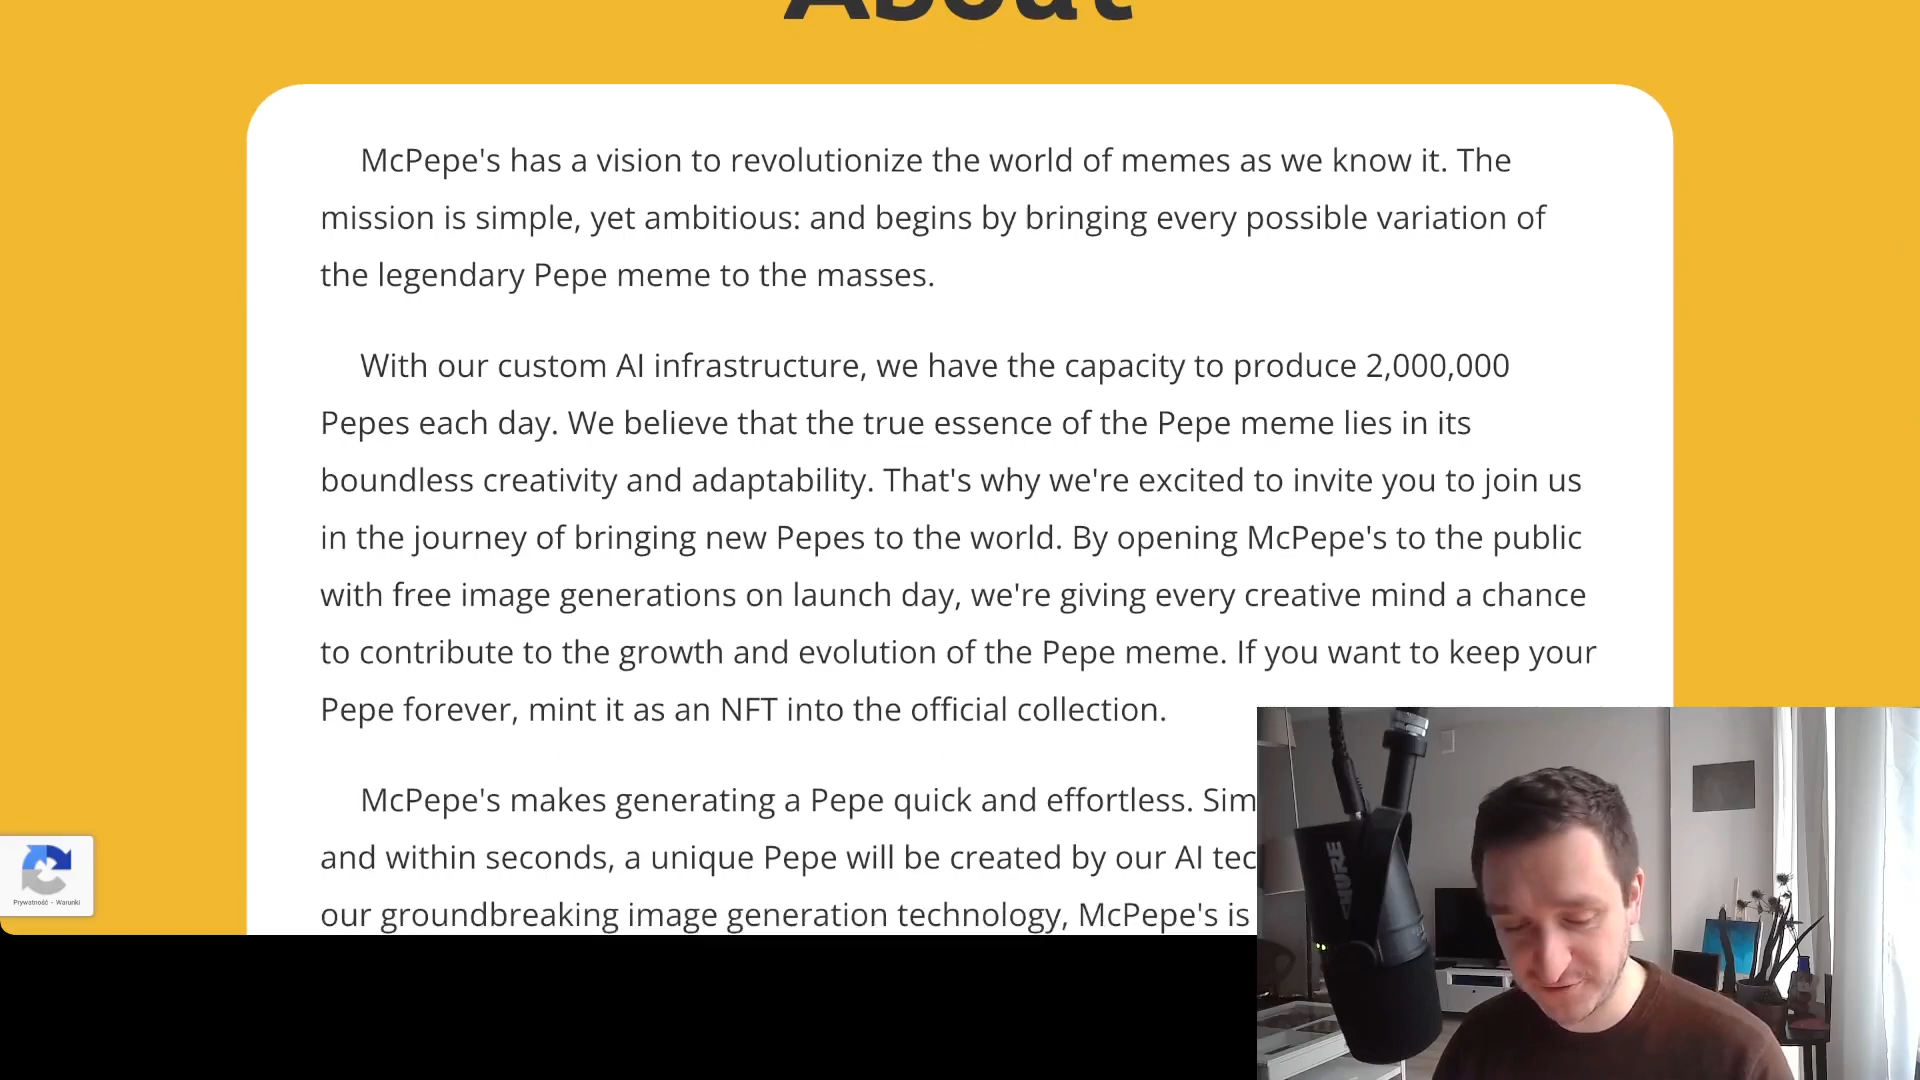 About
McPepe's has a vision to revolutionize the world of memes as we know it. The
mission is simple, yet ambitious: and begins by bringing every possible variation of
the legendary Pepe meme to the masses.
With our custom AI infrastructure, we have the capacity to produce 2,000,000
Pepes each day. We believe that the true essence of the Pepe meme lies in its
boundless creativity and adaptability. That's why we're excited to invite you to join us
in the journey of bringing new Pepes to the world. By opening McPepe's to the public
with free image generations on launch day, we're giving every creative mind a chance
to contribute to the growth and evolution of the Pepe meme. If you want to keep your
Pepe forever, mint it as an NFT into the official collection.
McPepe's makes generating a Pepe quick and effortless. Sim
and within seconds, a unique Pepe will be created by our AI tec
our groundbreaking image generation technology, McPepe's is
Prywatność - Warunki
SHURE